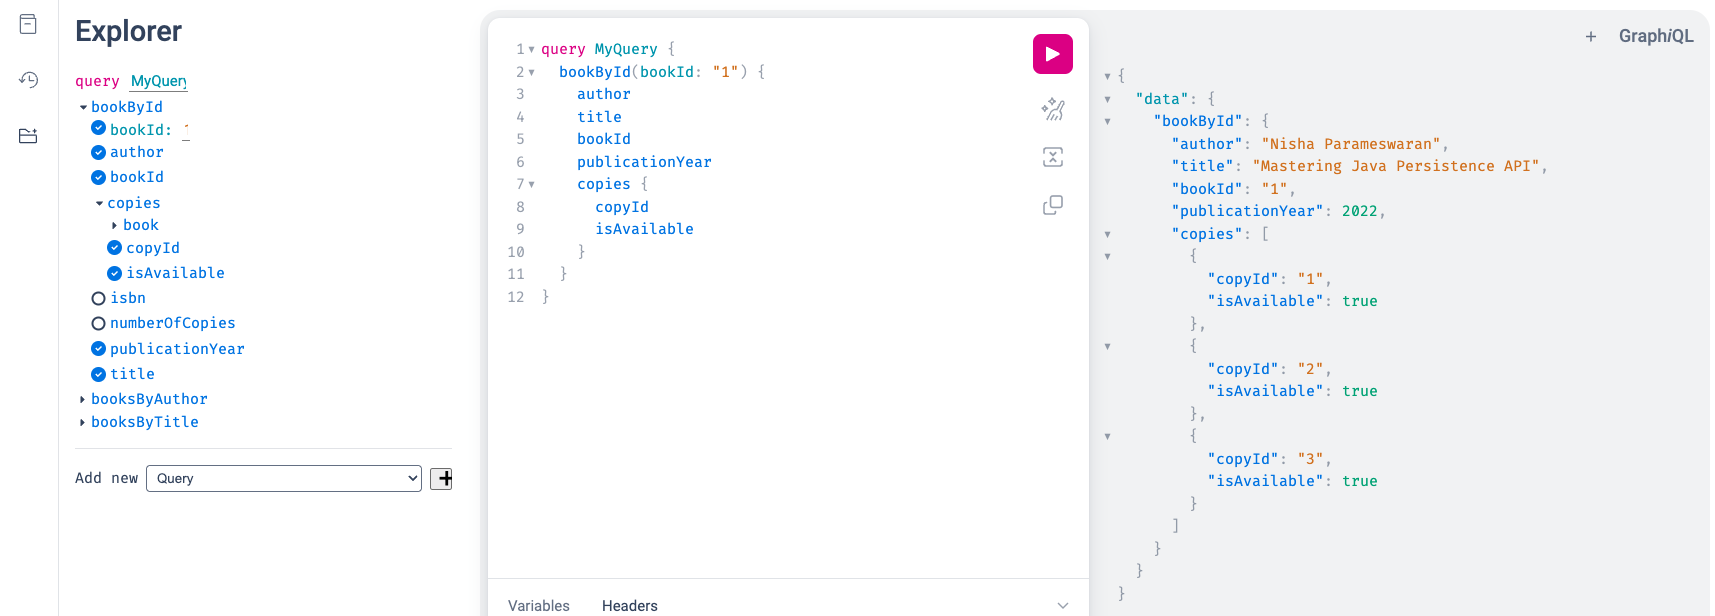 Explorer
query MyQuery
bookById
bookId: 1
author
bookId
copies
book
copyId
isAvailable
isbn
numberOfCopies
publicationYear
title
booksByAuthor
booksByTitle
Add new Query
1 query MyQuery {
2 bookById(bookId: "1") {
3 author
4 title
5 bookId
6 publicationYear
7 copies {
8 copyId
9 isAvailable
10 }
11 }
12 }
Variables Headers
+ GraphiQL
{
"data": {
"bookById": {
"author": "Nisha Parameswaran",
"title": "Mastering Java Persistence API",
"bookId": "1",
"publicationYear": 2022,
"copies": [
{
"copyId": "1",
"isAvailable": true
},
{
"copyId": "2",
"isAvailable": true
},
{
"copyId": "3",
"isAvailable": true
}
]
}
}
}